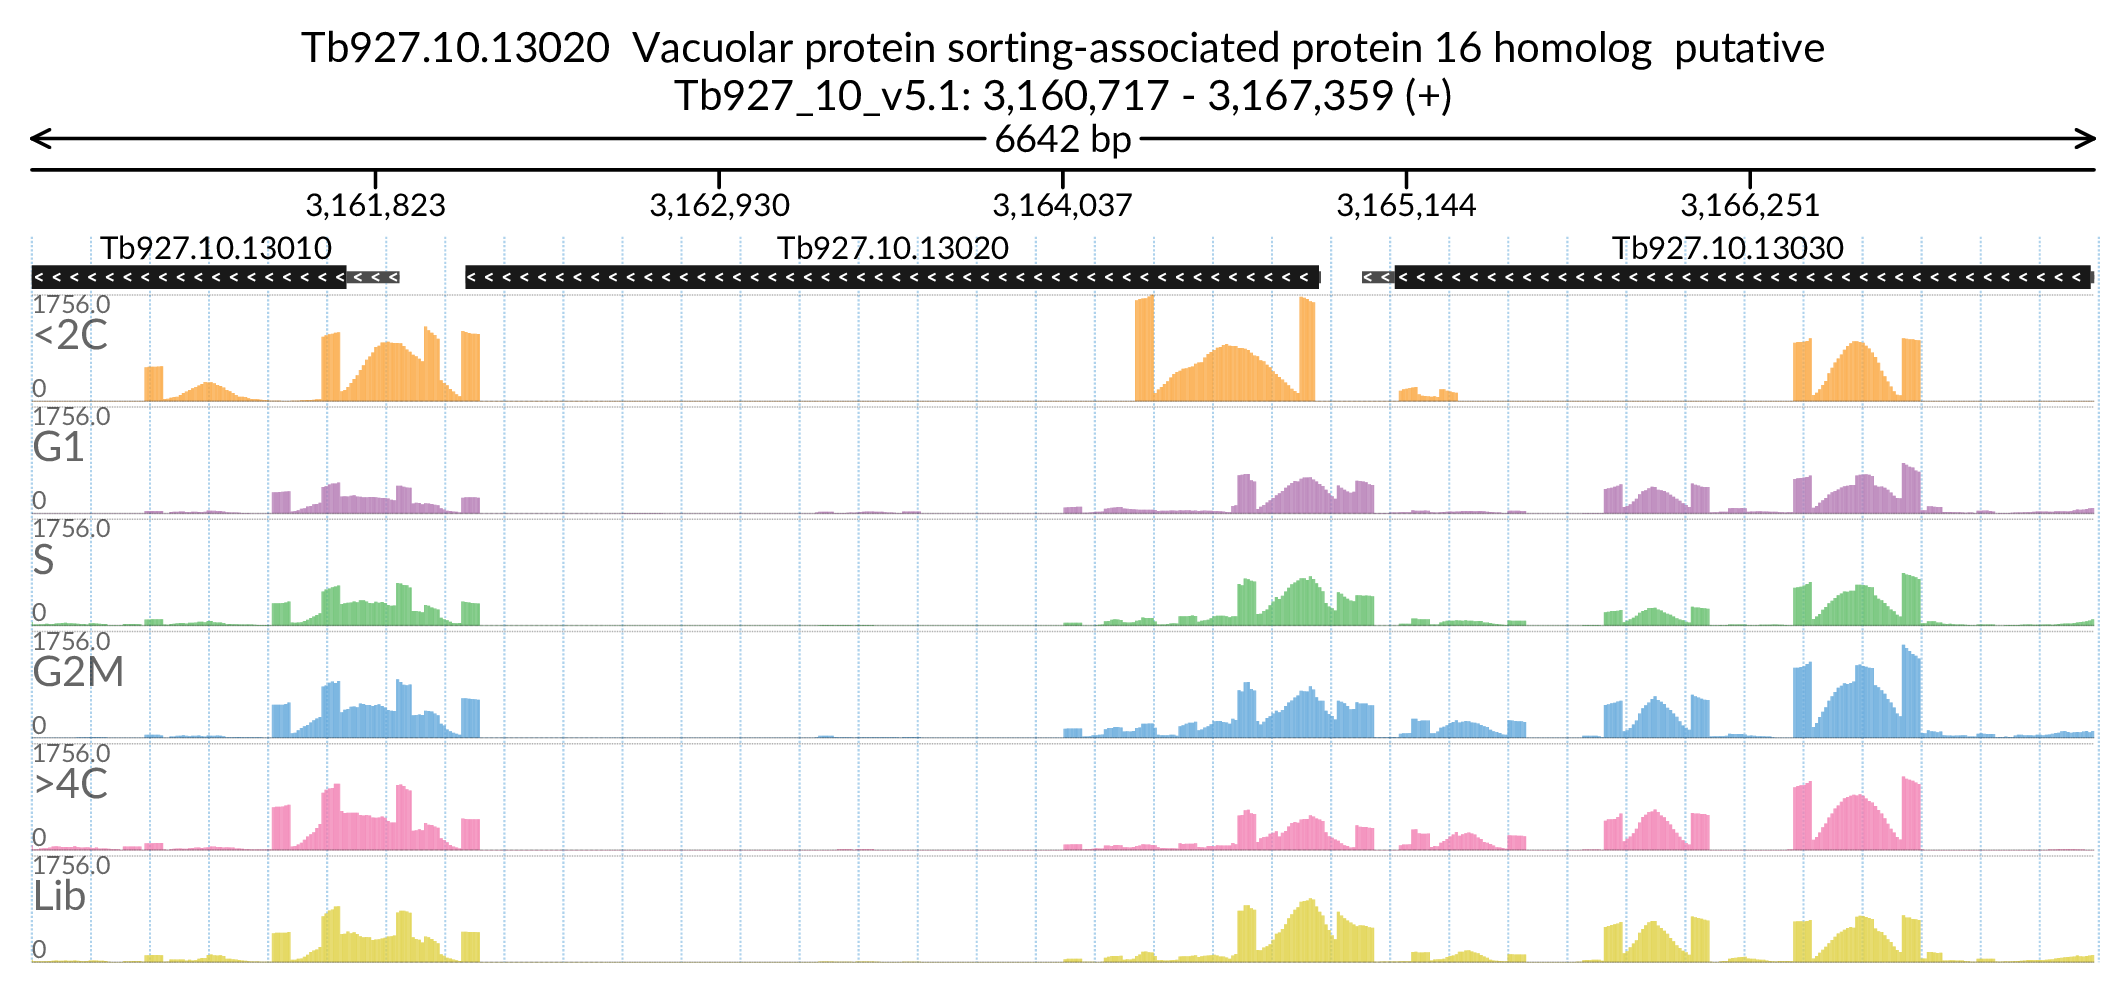 Tb927.10.13020  Vacuolar protein sorting-associated protein 16 homolog  putative
Tb927_10_v5.1: 3,160,717 - 3,167,359 (+)
6642 bp
3,161,823 3,162,930 3,164,037 3,165,144 3,166,251
Tb927.10.13010 Tb927.10.13020 Tb927.10.13030
1756.0
<2C
0
1756.0
G1
0
1756.0
S
0
1756.0
G2M
0
1756.0
>4C
0
1756.0
Lib
0